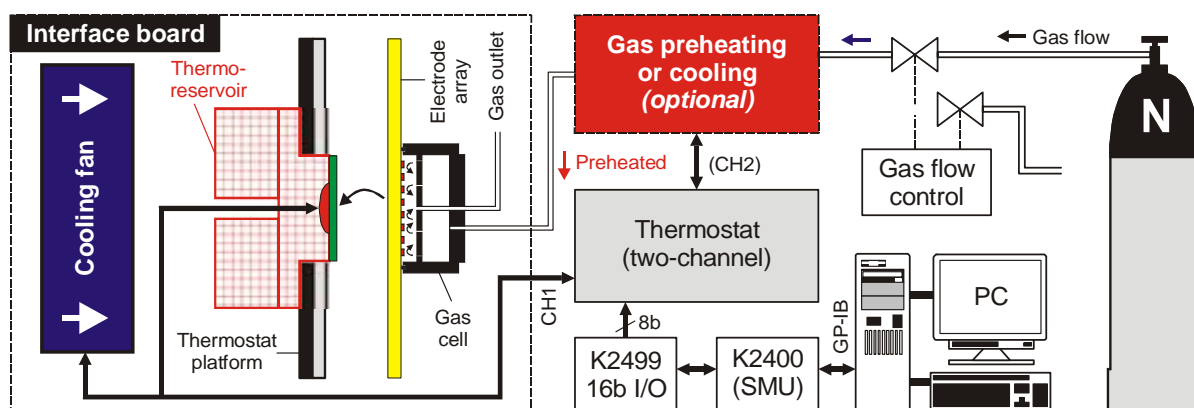 Interface board
Cooling fan
Thermo-
reservoir
Thermostat
platform
Electrode
array
Gas outlet
Gas
cell
CH1
Gas preheating
or cooling
(optional)
Preheated
(CH2)
Thermostat
(two-channel)
8b
K2499
16b I/O
K2400
(SMU)
GP-IB
PC
Gas flow
Gas flow
control
N